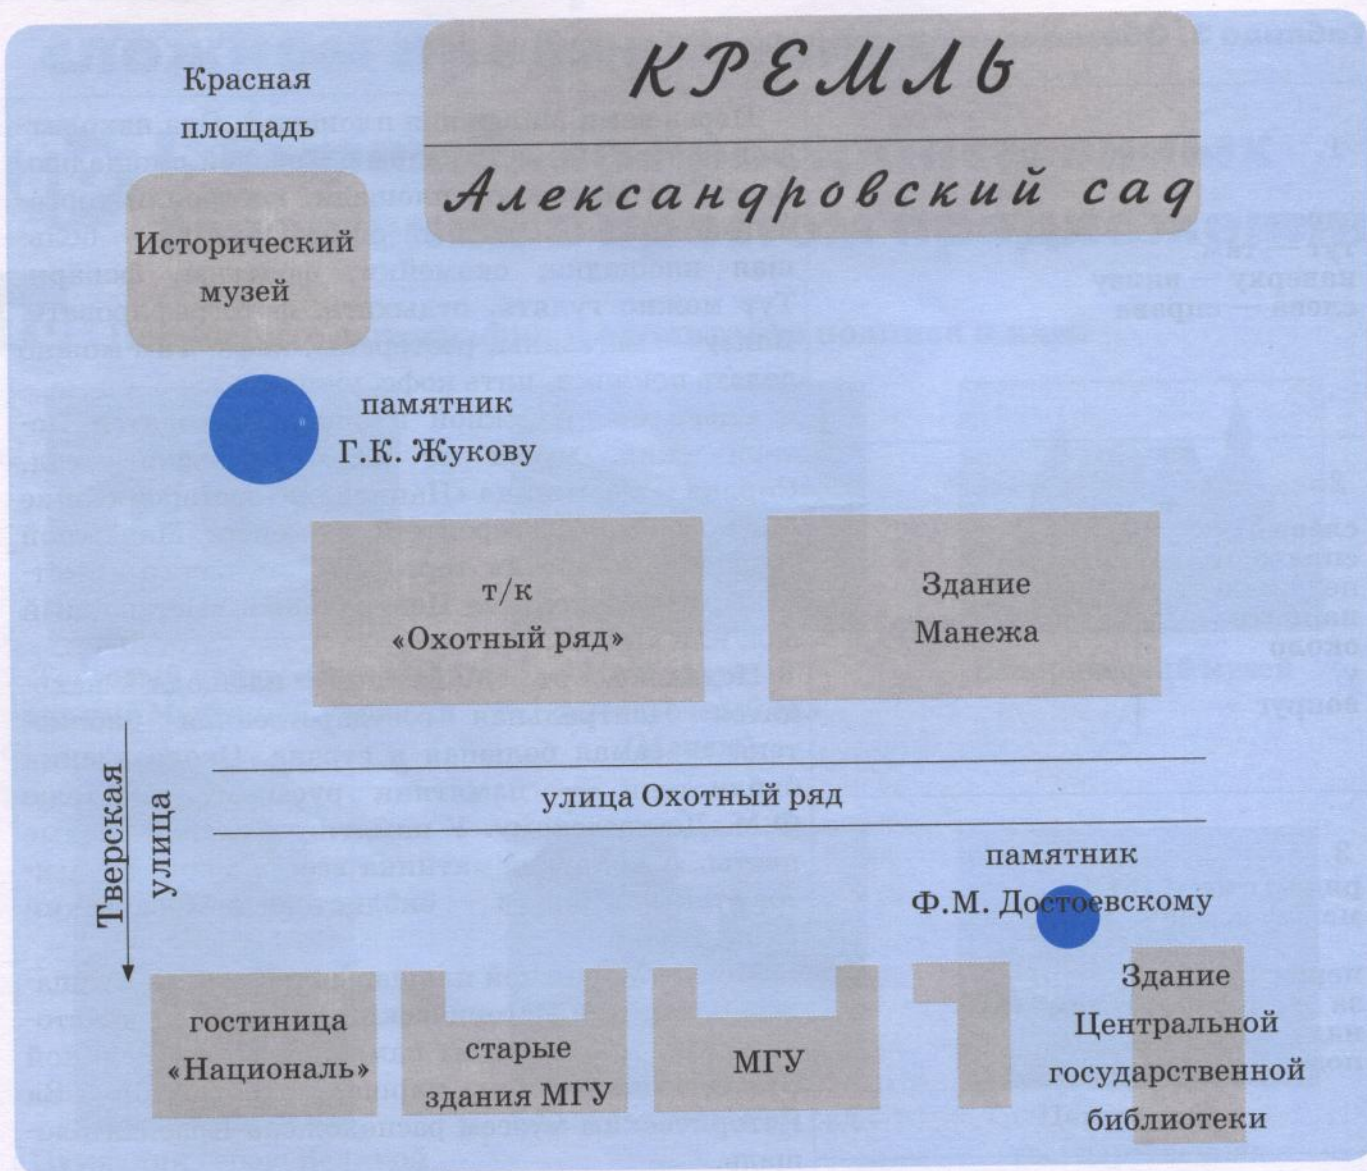 Красная
площадь
КРЕМЛЬ
Александровский сад
Исторический
музей
памятник
Г.К. Жукову
т/к
«Охотный ряд»
Здание
Манежа
Тверская
улица
улица Охотный ряд
памятник
Ф.М. Достоевскому
гостиница
«Националь»
старые
здания МГУ
МГУ
Здание
Центральной
государственной
библиотеки